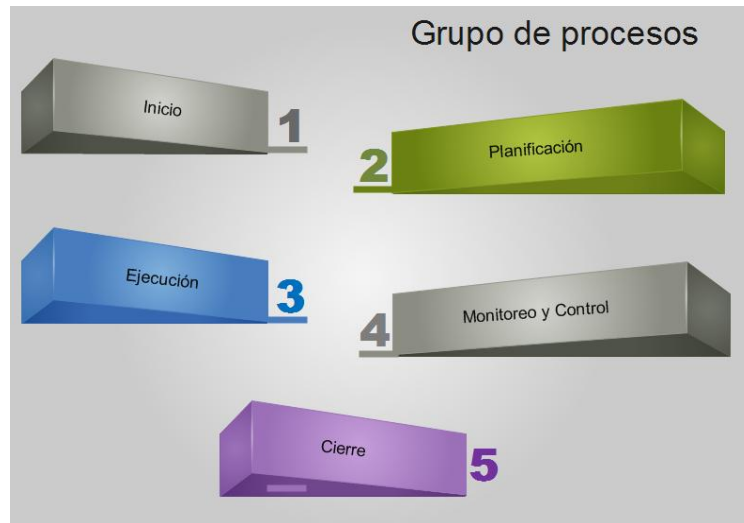 Grupo de procesos
Inicio
1
2
Planificación
Ejecución
3
4
Monitoreo y Control
Cierre
5